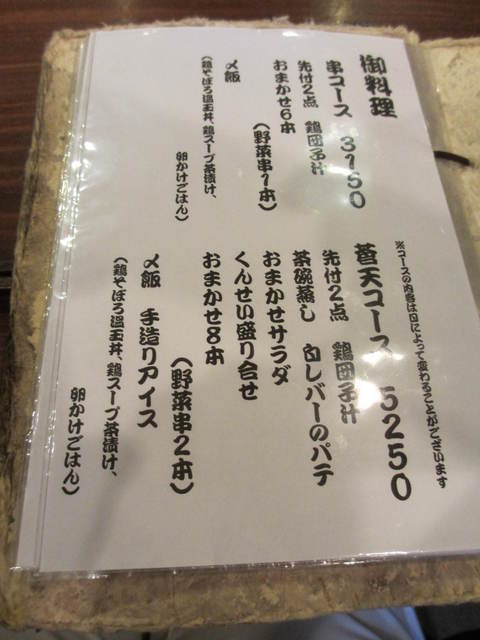 御料理
串コース 3150
先付2点 鶏団子汁
おまかせ6本
(野菜串1本)
〆飯
(鶏そぼろ温玉丼、鶏スープ茶漬け、
卵かけごはん)
※コースの内容は日によって変わることがございます
蒼天コース 5250
先付2点 鶏団子汁
茶碗蒸し 白レバーのパテ
おまかせサラダ
くんせい盛り合せ
おまかせ8本
(野菜串2本)
〆飯 手造りアイス
(鶏そぼろ温玉丼、鶏スープ茶漬け、
卵かけごはん)